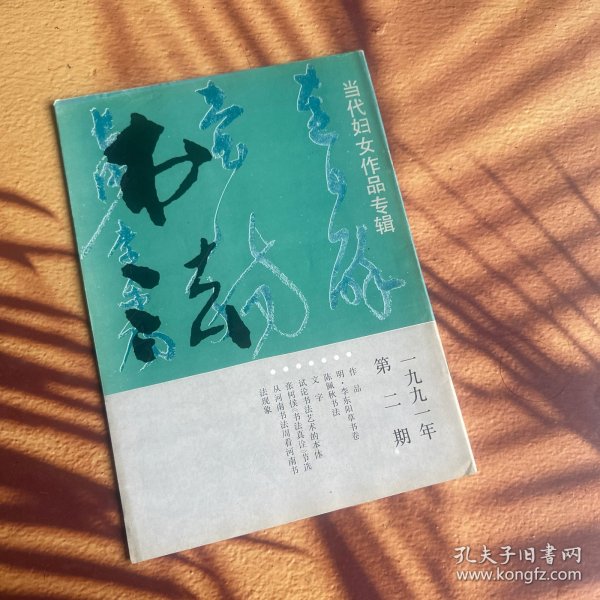 当代妇女作品专辑
书法
一九九一年
第二期
作品
明·李东阳草书卷
陈佩秋书法
文字
试论书法艺术的本体
张树侯《书法真诠》首选
从河南书法周看河南书
法现象
孔夫子旧书网
www.kongfz.com